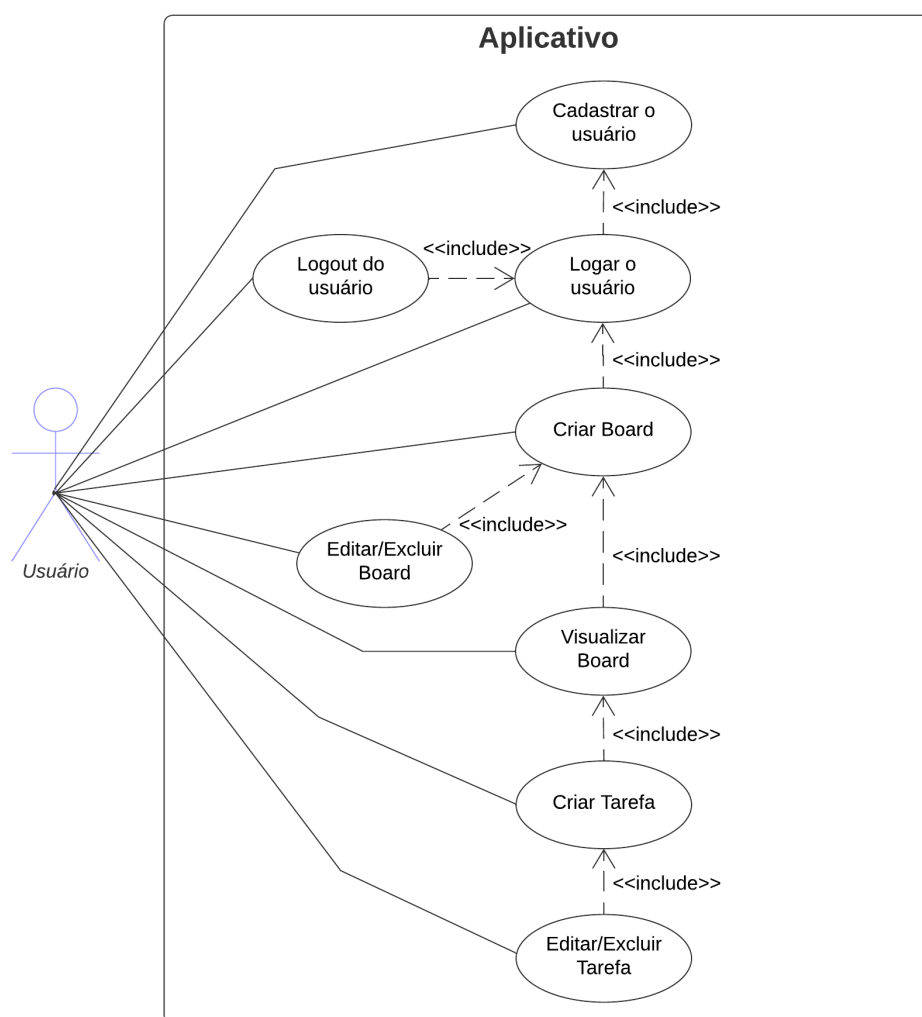 Aplicativo
Cadastrar o
usuário
<<include>>
<<include>>
Logout do
usuário
Logar o
usuário
<<include>>
Criar Board
<<include>>
Editar/Excluir
Board
<<include>>
Usuário
Visualizar
Board
<<include>>
Criar Tarefa
<<include>>
Editar/Excluir
Tarefa